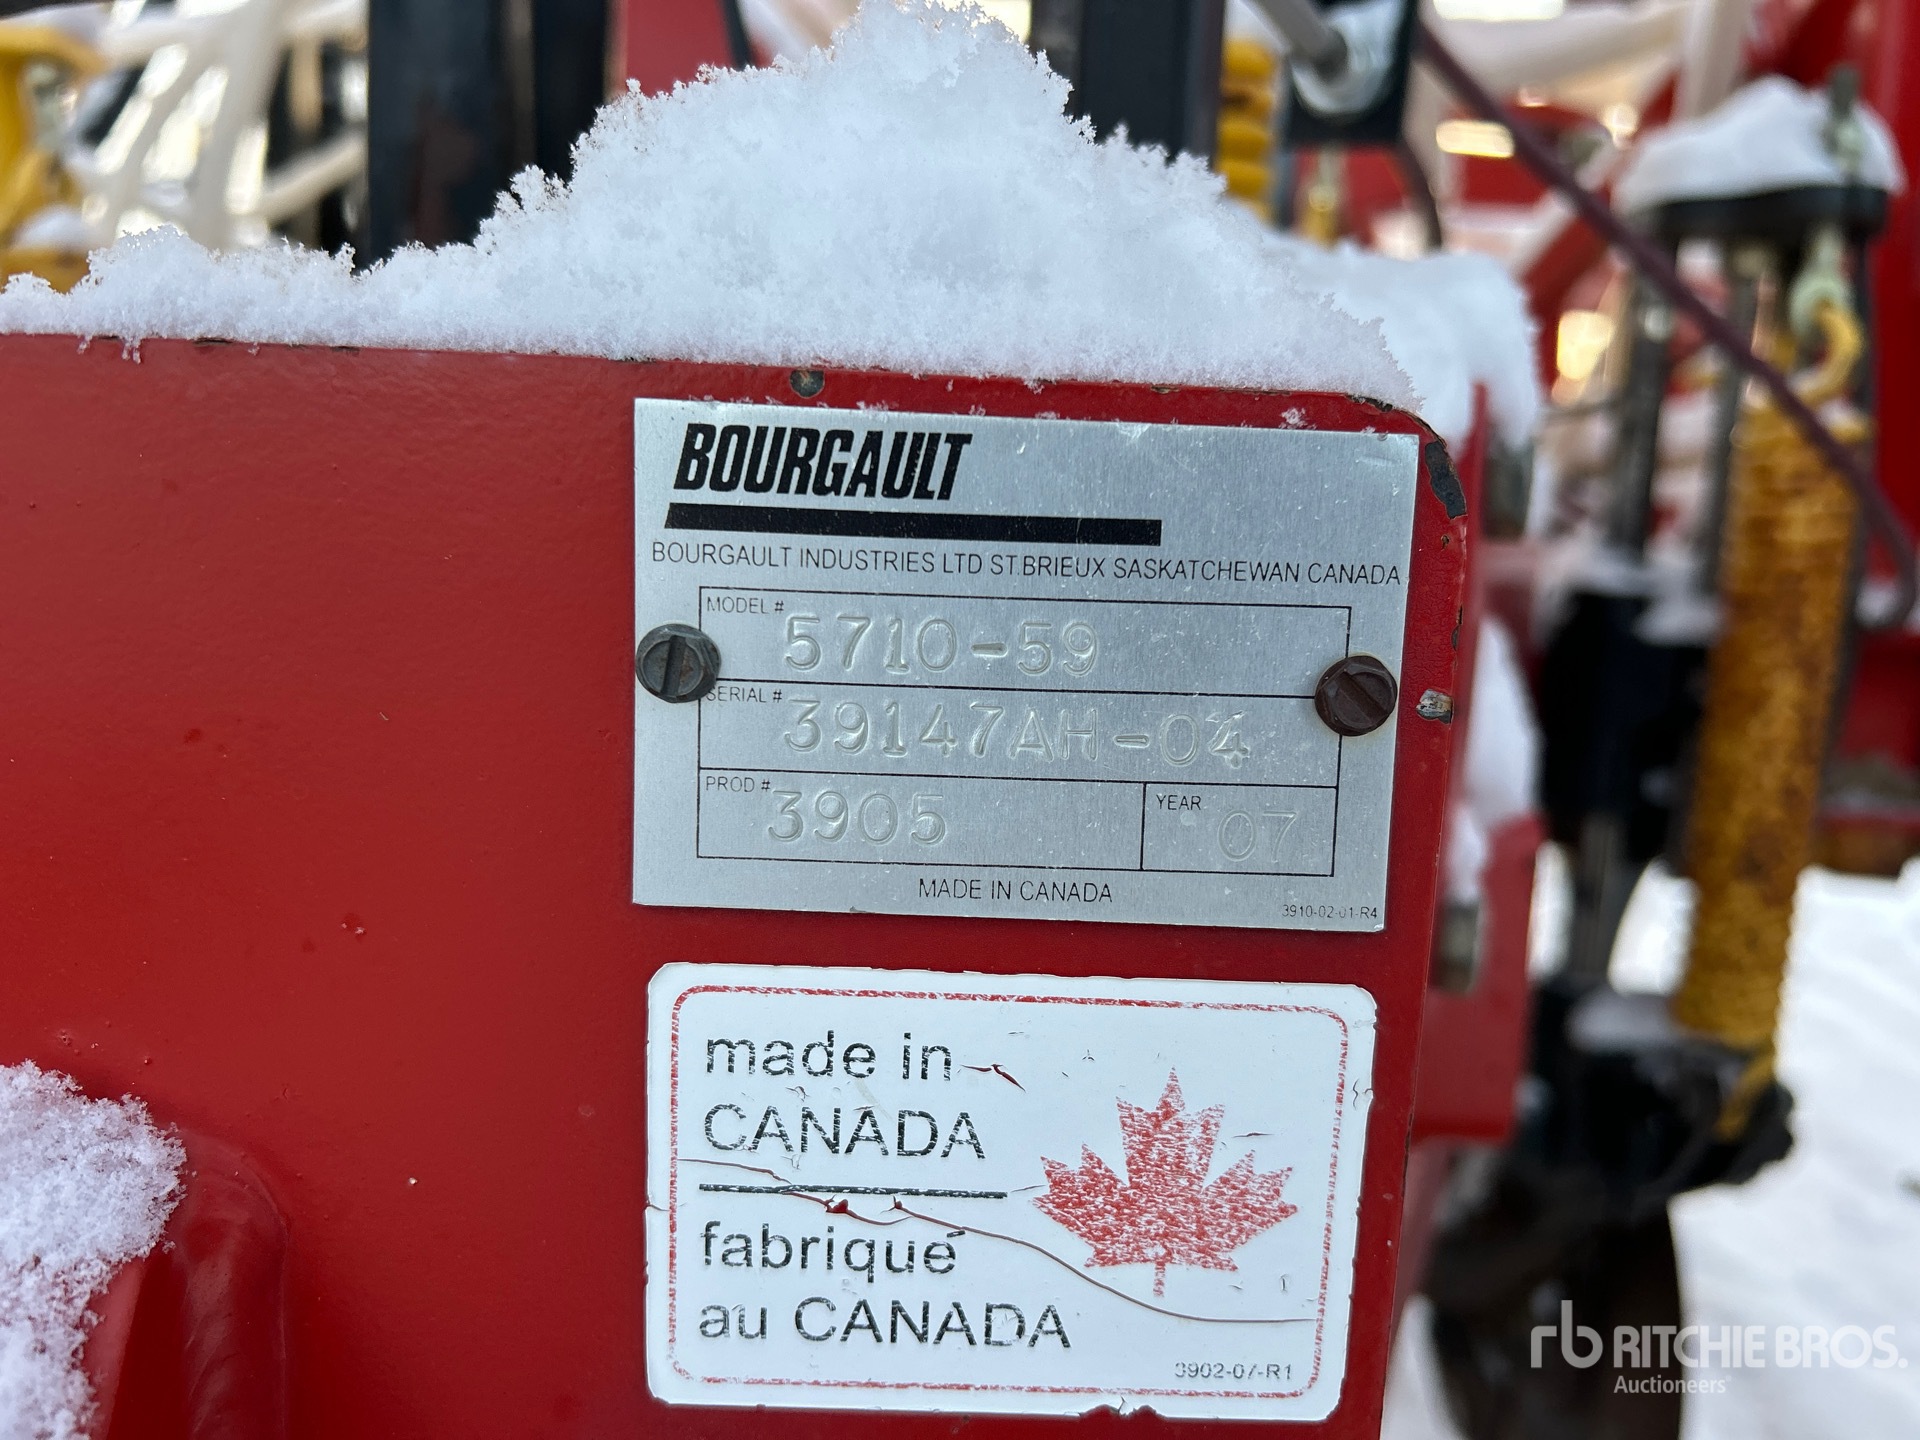 BOURGAULT
BOURGAULT INDUSTRIES LTD ST.BRIEUX SASKATCHEWAN CANADA
MODEL # 5710-59
SERIAL # 39147AH-04
PROD # 3905 YEAR 07
MADE IN CANADA
3910-02-01-R4
made in
CANADA
fabriqué
au CANADA
3902-07-R1
rb RITCHIE BROS.
Auctioneers